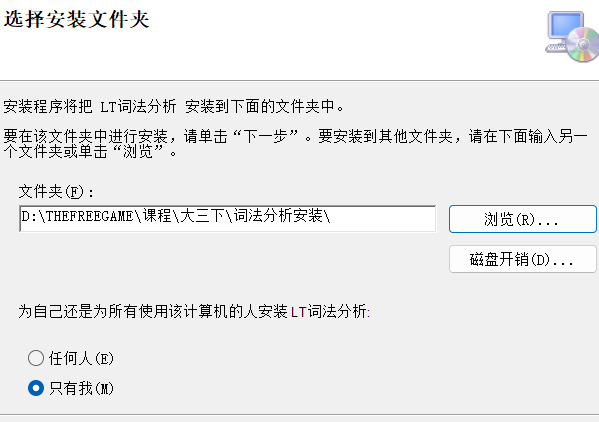 选择安装文件夹
安装程序将把 LT词法分析 安装到下面的文件夹中。
要在该文件夹中进行安装，请单击“下一步”。要安装到其他文件夹，请在下面输入另一
个文件夹或单击“浏览”。
文件夹(F)：
D:\THEFREEGAME\课程\大三下\词法分析安装\
浏览(R)...
磁盘开销(D)...
为自己还是为所有使用该计算机的人安装 LT词法分析:
任何人(E)
只有我(M)